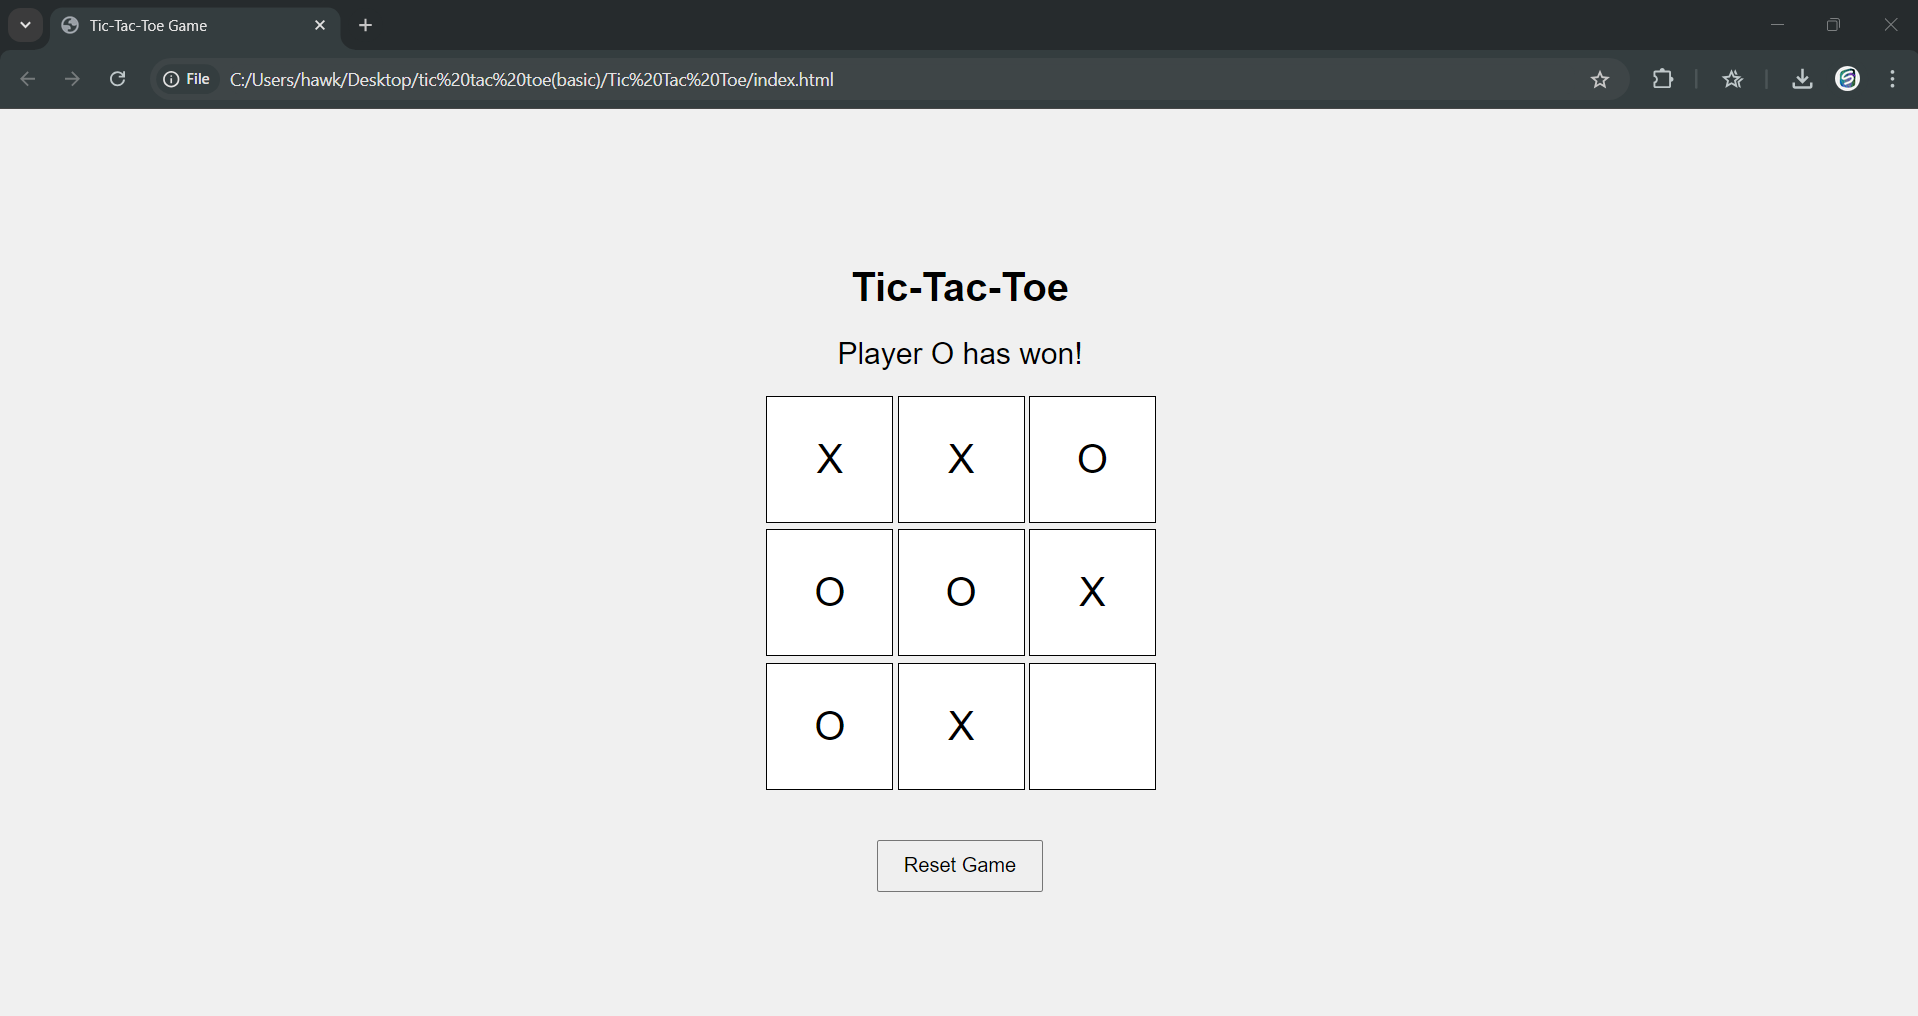 Tic-Tac-Toe Game
File C:/Users/hawk/Desktop/tic%20tac%20toe(basic)/Tic%20Tac%20Toe/index.html
Tic-Tac-Toe
Player O has won!
X X O
O O X
O X
Reset Game